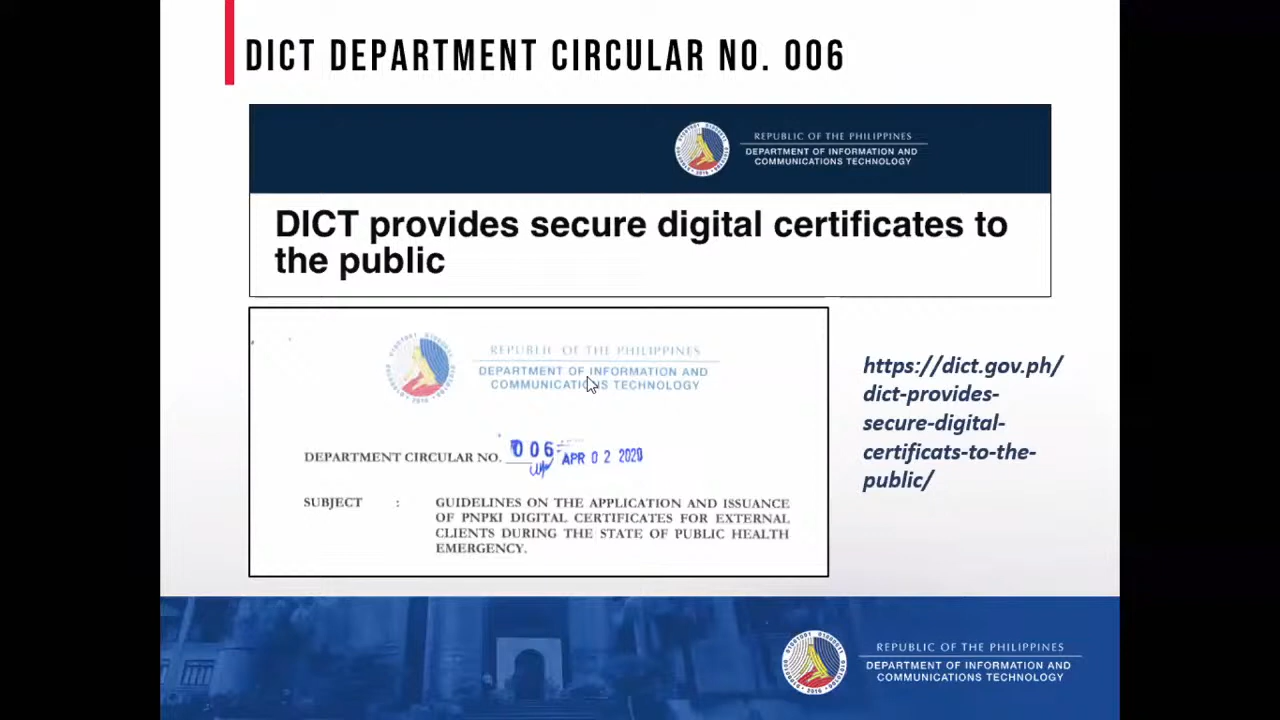 DICT DEPARTMENT CIRCULAR NO. 006
REPUBLIC OF THE PHILIPPINES
DEPARTMENT OF INFORMATION AND
COMMUNICATIONS TECHNOLOGY
DICT provides secure digital certificates to
the public
REPUBLIC OF THE PHILIPPINES
DEPARTMENT OF INFORMATION AND
COMMUNICATIONS TECHNOLOGY
DEPARTMENT CIRCULAR NO. 006 APR 02 2020
SUBJECT : GUIDELINES ON THE APPLICATION AND ISSUANCE
OF PNPKI DIGITAL CERTIFICATES FOR EXTERNAL
CLIENTS DURING THE STATE OF PUBLIC HEALTH
EMERGENCY.
https://dict.gov.ph/
dict-provides-
secure-digital-
certificats-to-the-
public/
REPUBLIC OF THE PHILIPPINES
DEPARTMENT OF INFORMATION AND
COMMUNICATIONS TECHNOLOGY